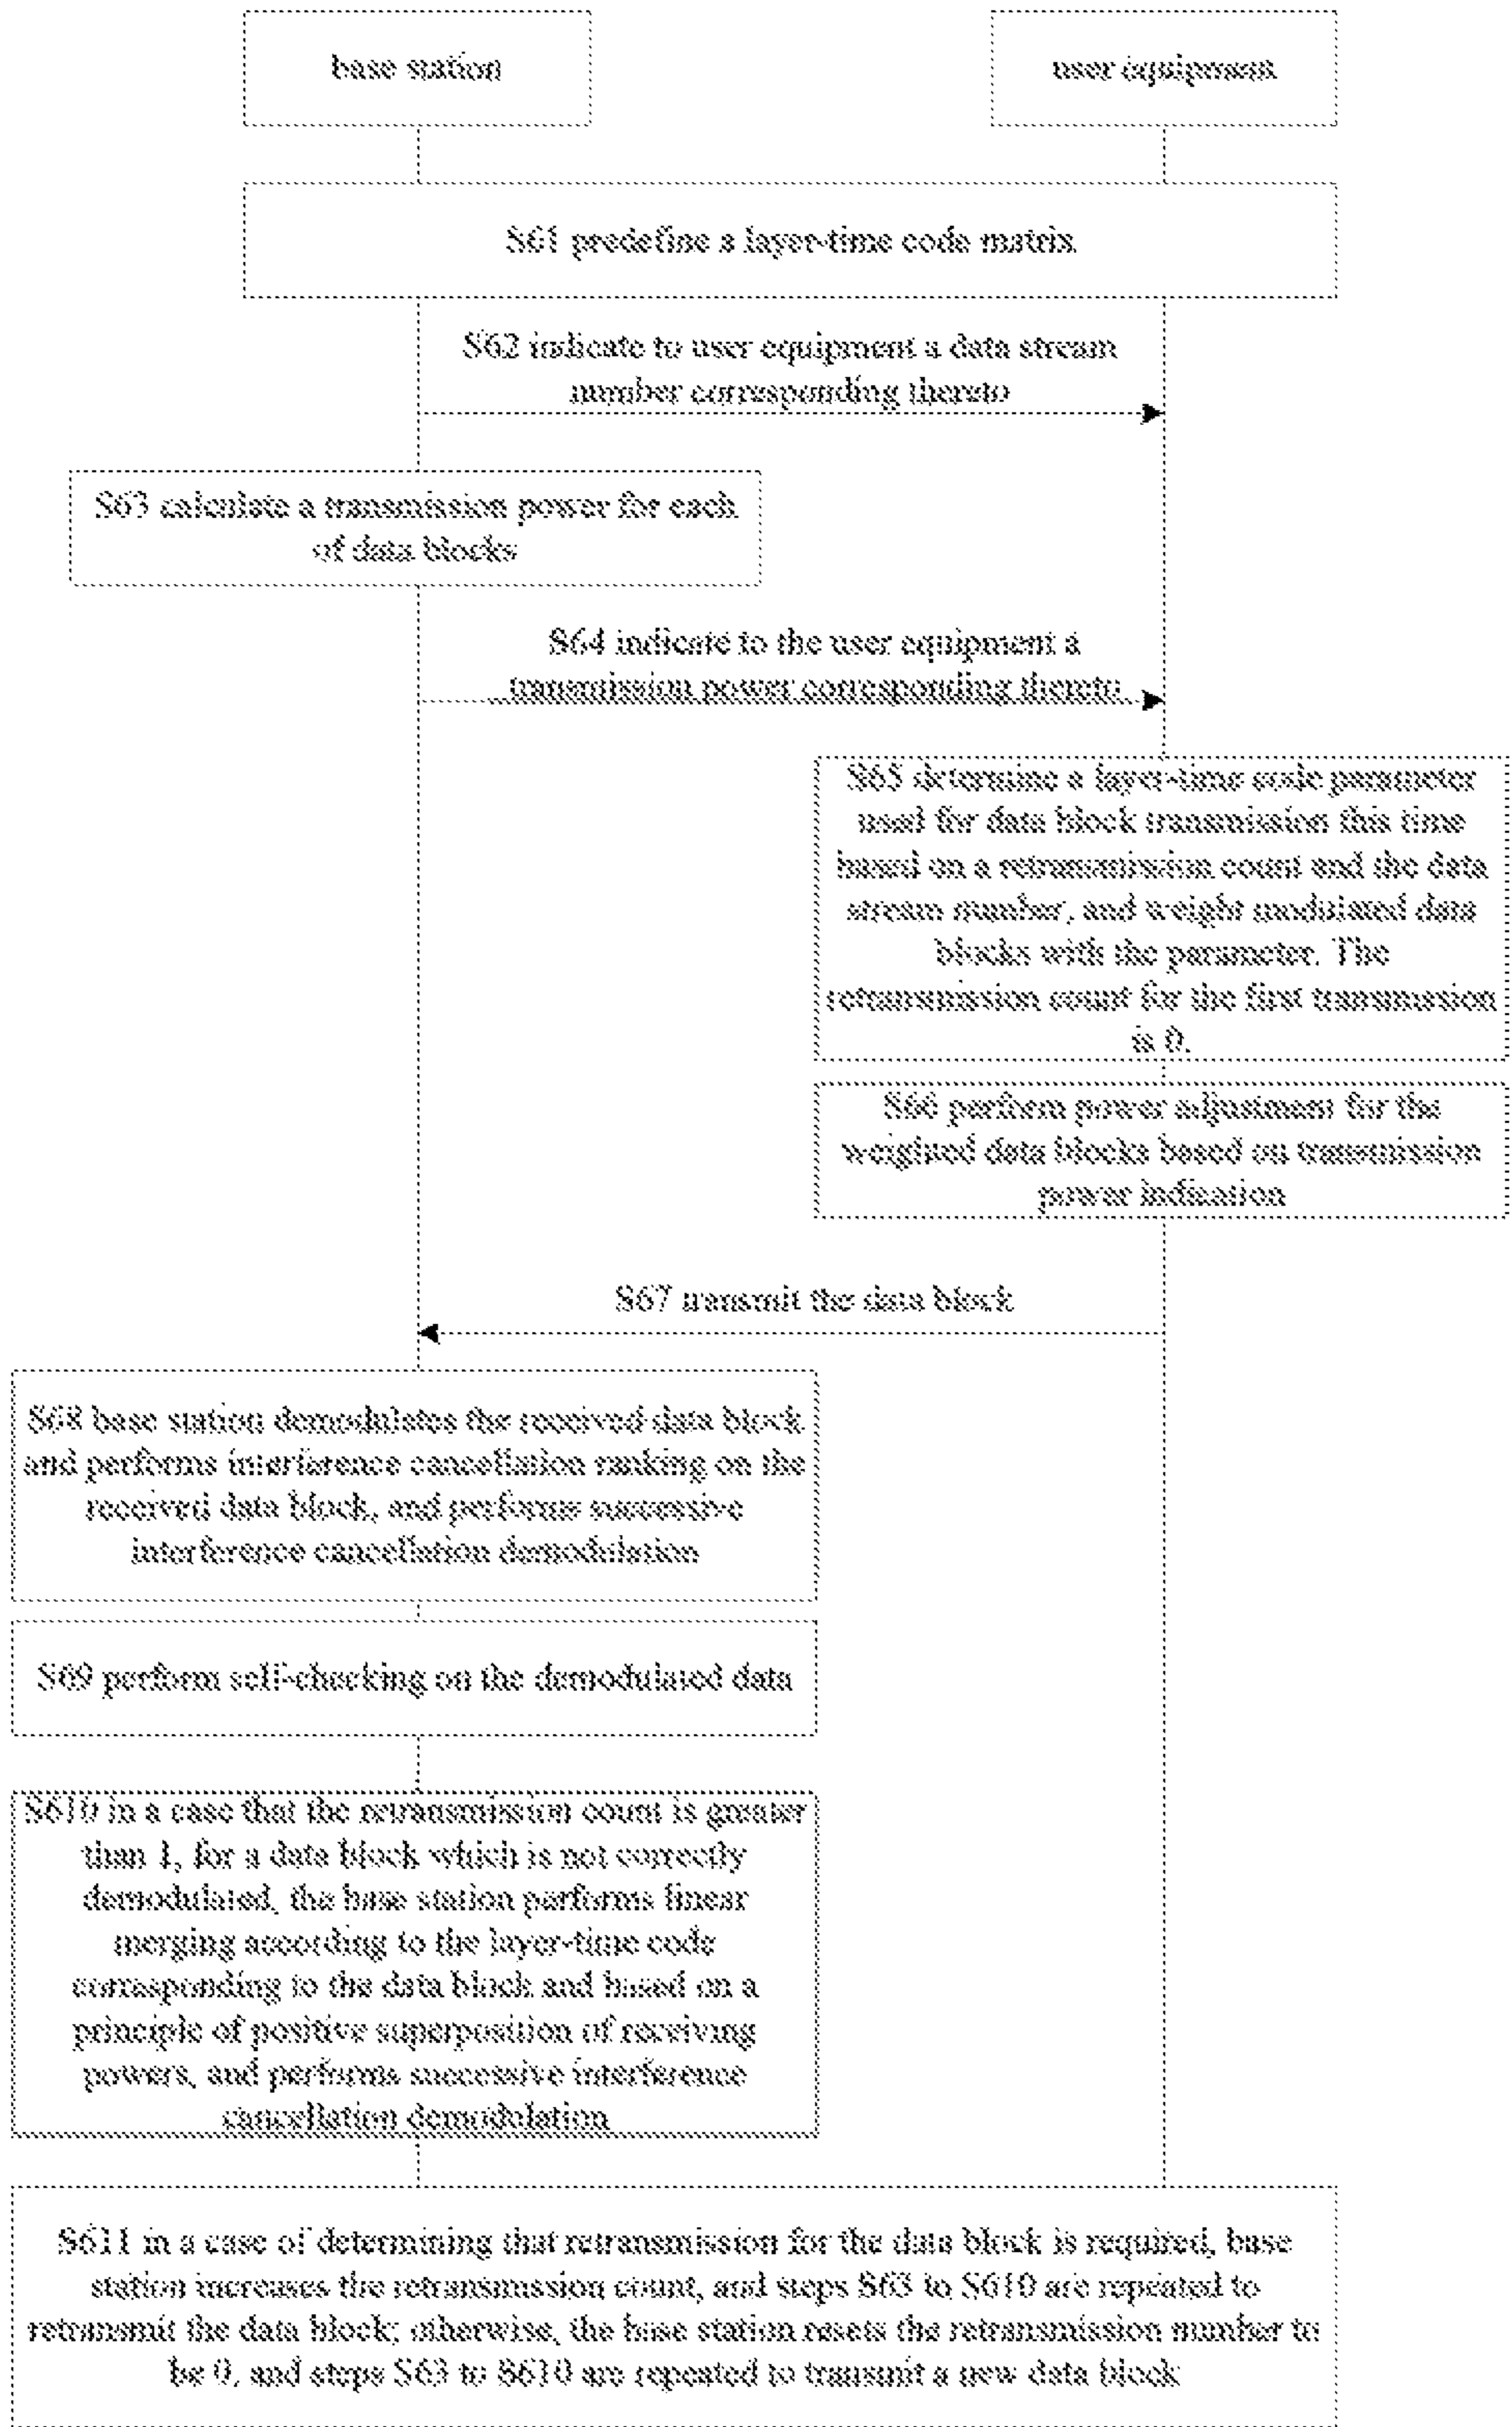 base station
user equipment
S61 predefine a layer-time code matrix
S62 indicate to user equipment a data stream
number corresponding thereto
S63 calculate a transmission power for each
of data blocks
S64 indicate to the user equipment a
transmission power corresponding thereto
S65 determine a layer-time code parameter
used for data block transmission this time
based on a retransmission count and the data
stream number, and weight modulated data
blocks with the parameter. The
retransmission count for the first transmission
is 0.
S66 perform power adjustment for the
weighted data blocks based on transmission
power indication
S67 transmit the data block
S68 base station demodulates the received data block
and performs interference cancellation ranking on the
received data block, and performs successive
interference cancellation demodulation
S69 perform self-checking on the demodulated data
S610 in a case that the retransmission count is greater
than 1, for a data block which is not correctly
demodulated, the base station performs linear
merging according to the layer-time code
corresponding to the data block and based on a
principle of positive superposition of receiving
powers, and performs successive interference
cancellation demodulation
S611 in a case of determining that retransmission for the data block is required, base
station increases the retransmission count, and steps S63 to S610 are repeated to
retransmit the data block; otherwise, the base station resets the retransmission number to
be 0, and steps S63 to S610 are repeated to transmit a new data block